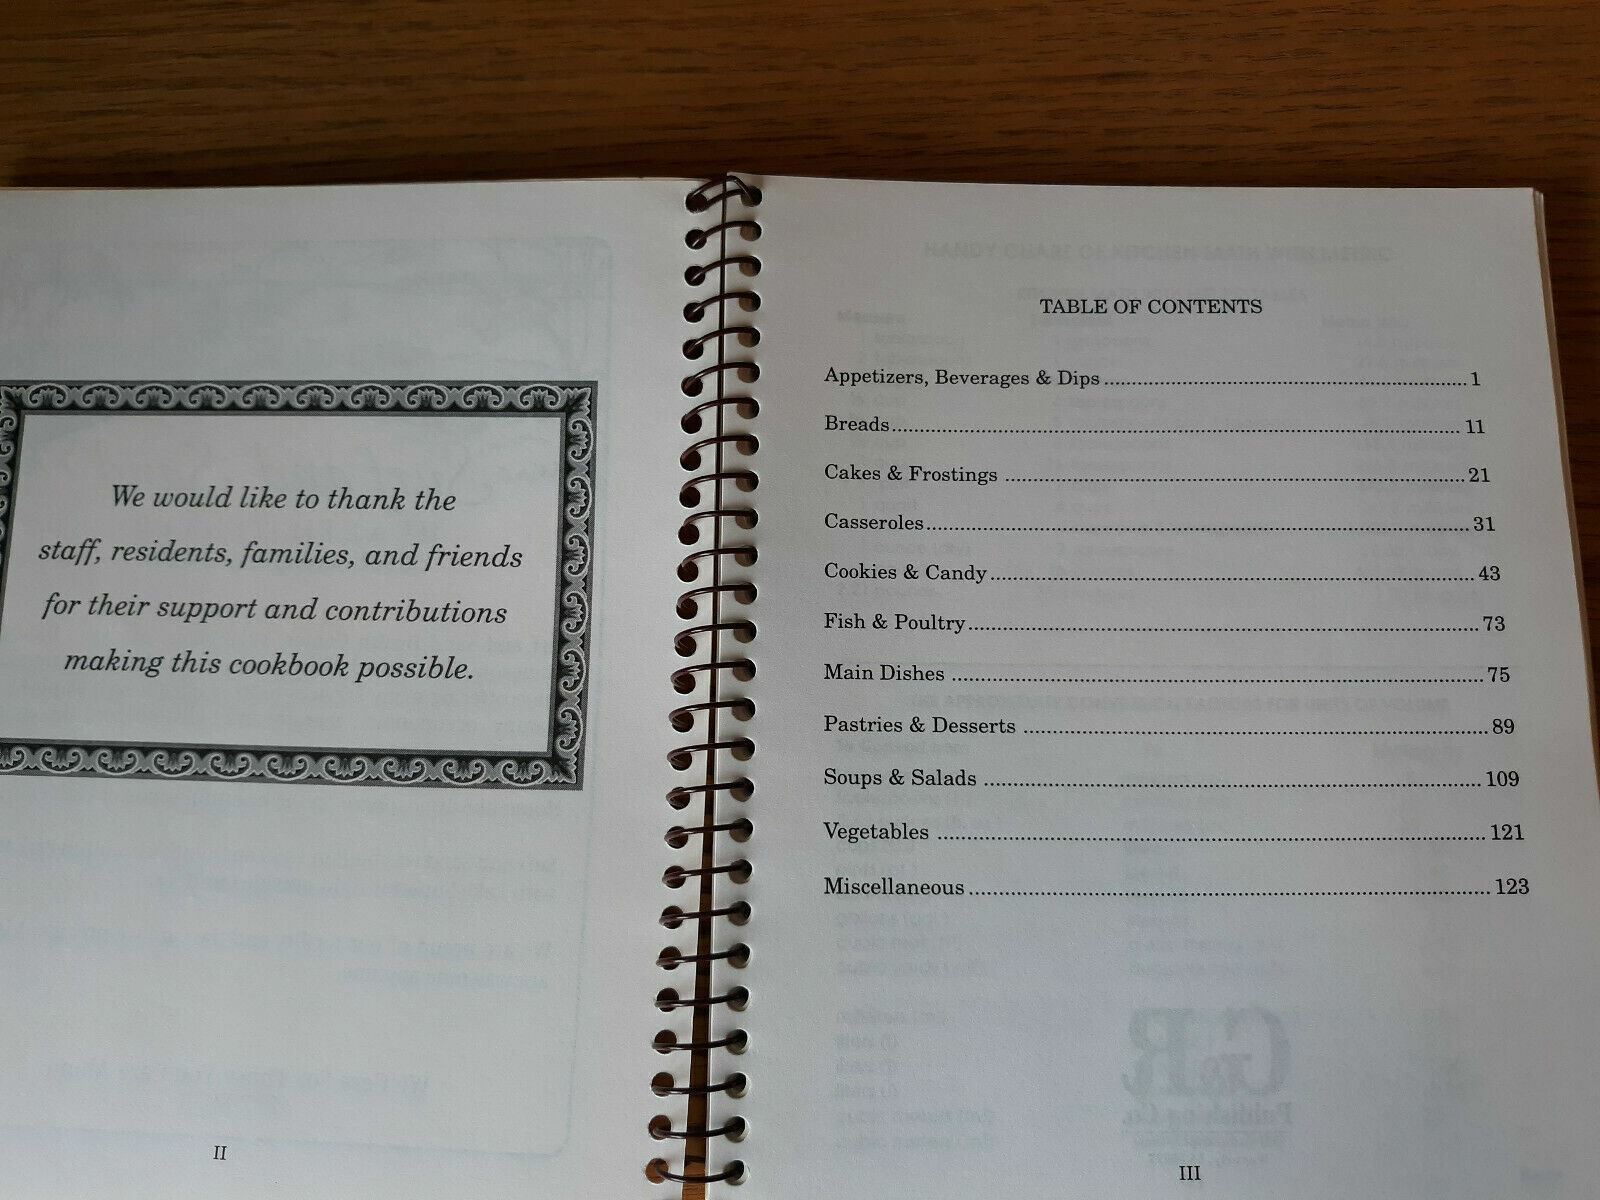 We would like to thank the
staff, residents, families, and friends
for their support and contributions
making this cookbook possible.
II
TABLE OF CONTENTS
Appetizers, Beverages & Dips 1
Breads 11
Cakes & Frostings 21
Casseroles 31
Cookies & Candy 43
Fish & Poultry 73
Main Dishes 75
Pastries & Desserts 89
Soups & Salads 109
Vegetables 121
Miscellaneous 123
G&R
Publishing Co.
III